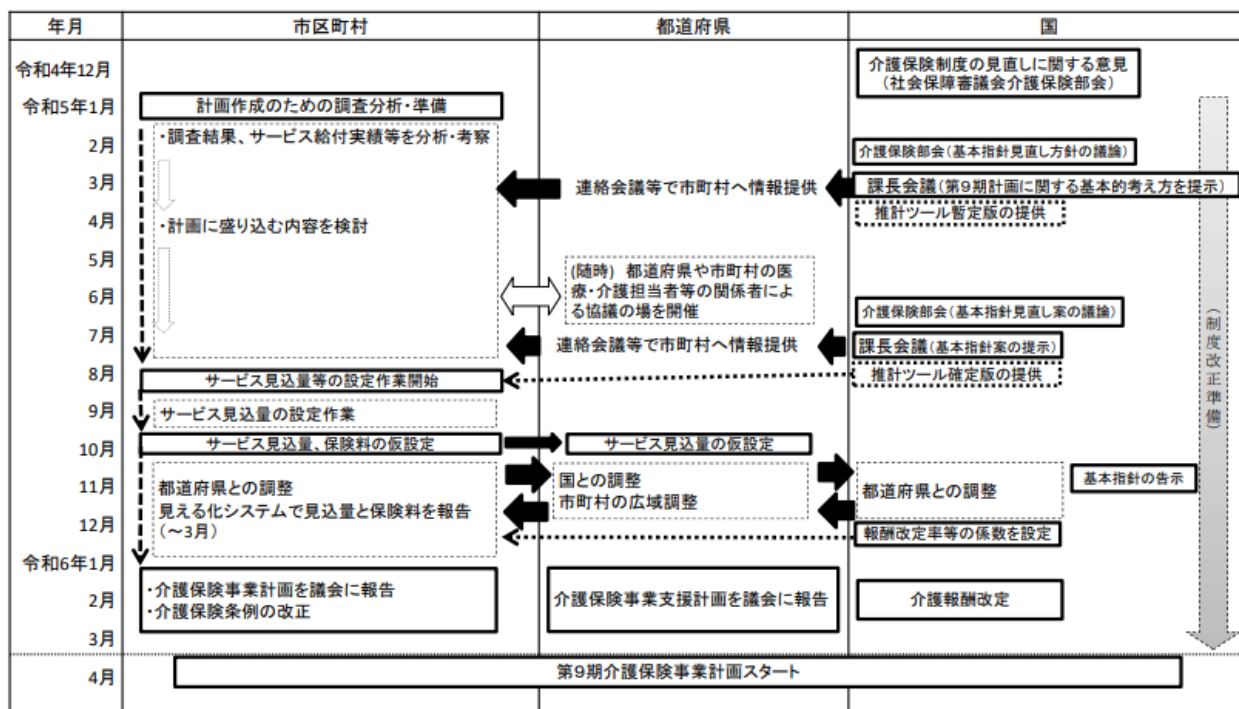 年月
市区町村
都道府県
国
令和4年12月
介護保険制度の見直しに関する意見
(社会保障審議会介護保険部会)
令和5年1月
計画作成のための調査分析・準備
・調査結果、サービス給付実績等を分析・考察
2月
介護保険部会(基本指針見直し方針の議論)
3月
連絡会議等で市町村へ情報提供
課長会議(第9期計画に関する基本的考え方を提示)
4月
・計画に盛り込む内容を検討
推計ツール暫定版の提供
5月
(随時) 都道府県や市町村の医
療・介護担当者等の関係者によ
る協議の場を開催
6月
介護保険部会(基本指針見直し案の議論)
7月
連絡会議等で市町村へ情報提供
課長会議(基本指針案の提示)
8月
サービス見込量等の設定作業開始
推計ツール確定版の提供
9月
サービス見込量の設定作業
10月
サービス見込量、保険料の仮設定
サービス見込量の仮設定
11月
都道府県との調整
見える化システムで見込量と保険料を報告
(~3月)
国との調整
市町村の広域調整
都道府県との調整
基本指針の告示
12月
報酬改定率等の係数を設定
令和6年1月
・介護保険事業計画を議会に報告
・介護保険条例の改正
2月
介護保険事業支援計画を議会に報告
介護報酬改定
3月
(制度改正準備)
4月
第9期介護保険事業計画スタート